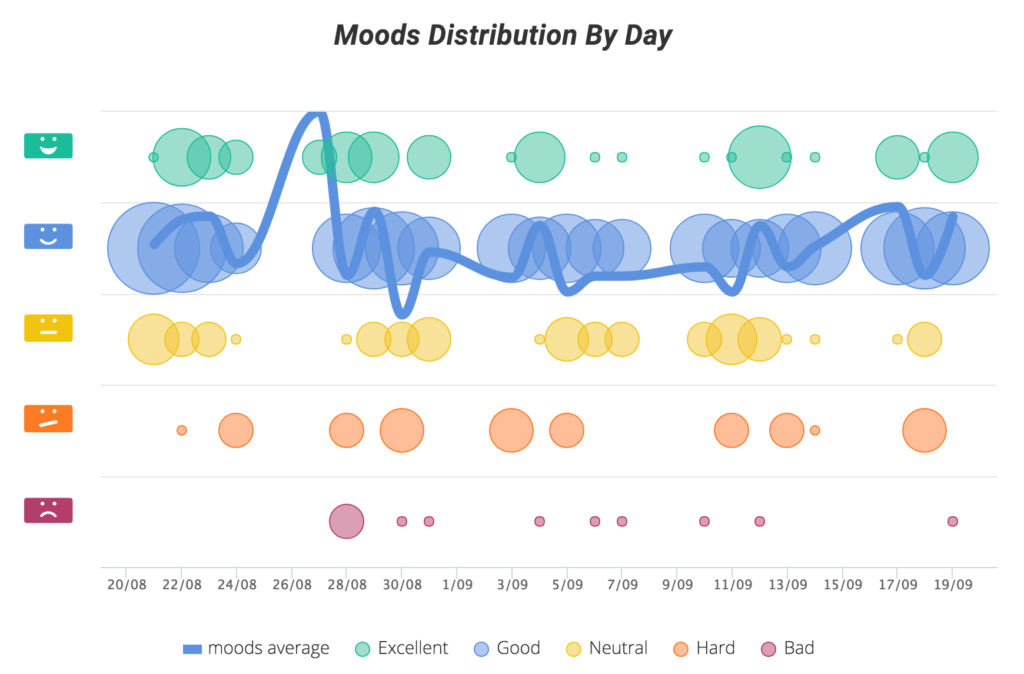 Moods Distribution By Day
20/08 22/08 24/08 26/08 28/08 30/08 1/09 3/09 5/09 7/09 9/09 11/09 13/09 15/09 17/09 19/09
moods average Excellent Good Neutral Hard Bad